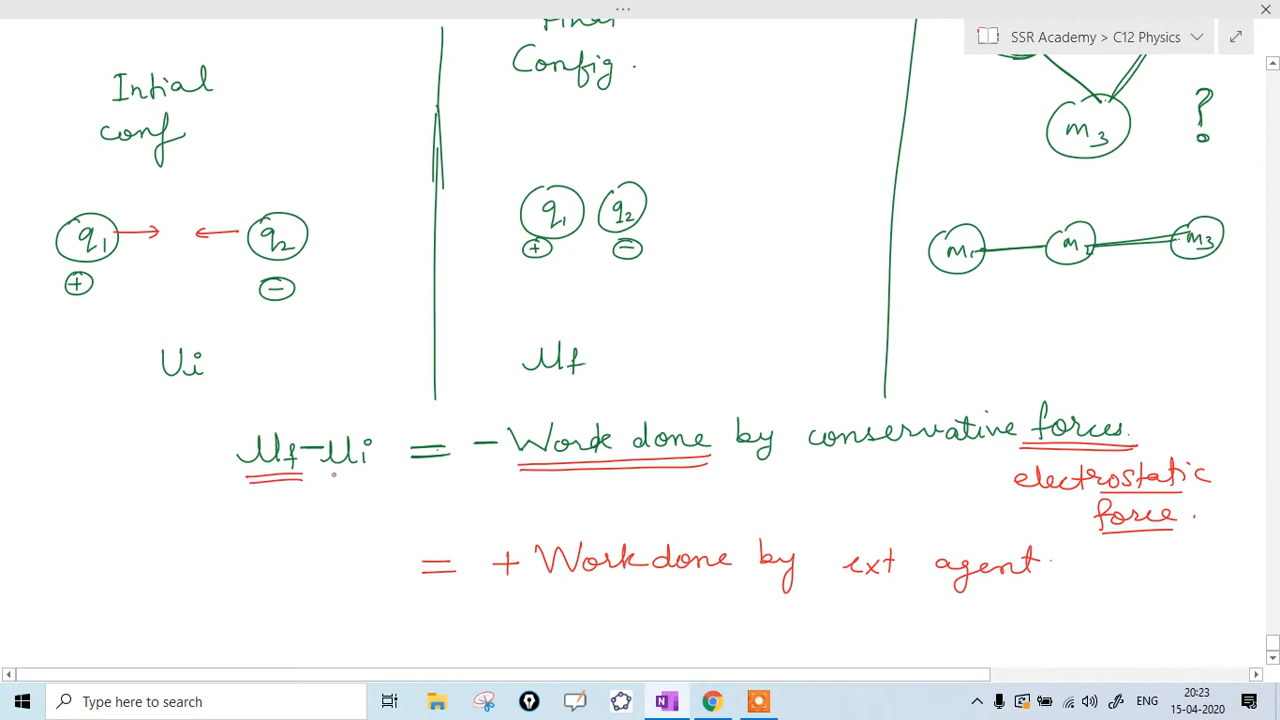 ...
SSR Academy > C12 Physics
Final
Config.
Intial
conf
m3
?
q1
q2
+
-
q1
q2
+
-
m1
m2
m3
Ui
Uf
Uf-Ui = - Work done by conservative forces.
electrostatic
force.
= + Workdone by ext agent.
Type here to search
ENG
20:23
15-04-2020